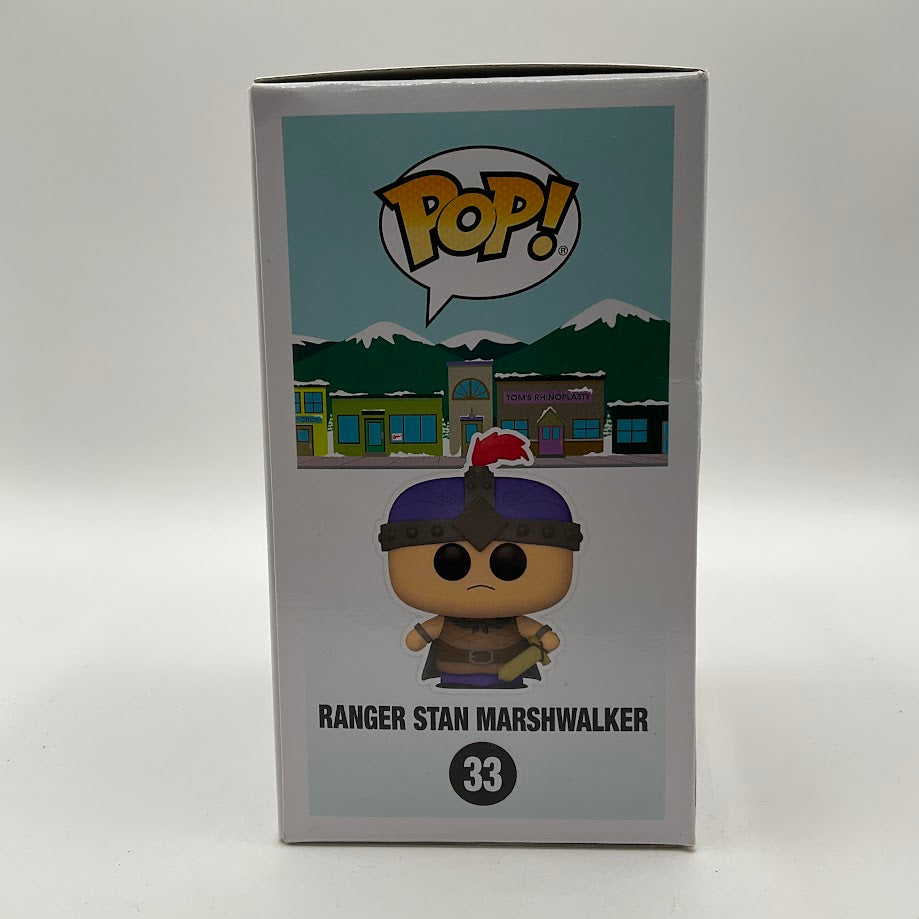 POP!
®
TOM'S RHINOPLASTY
RANGER STAN MARSHWALKER
33